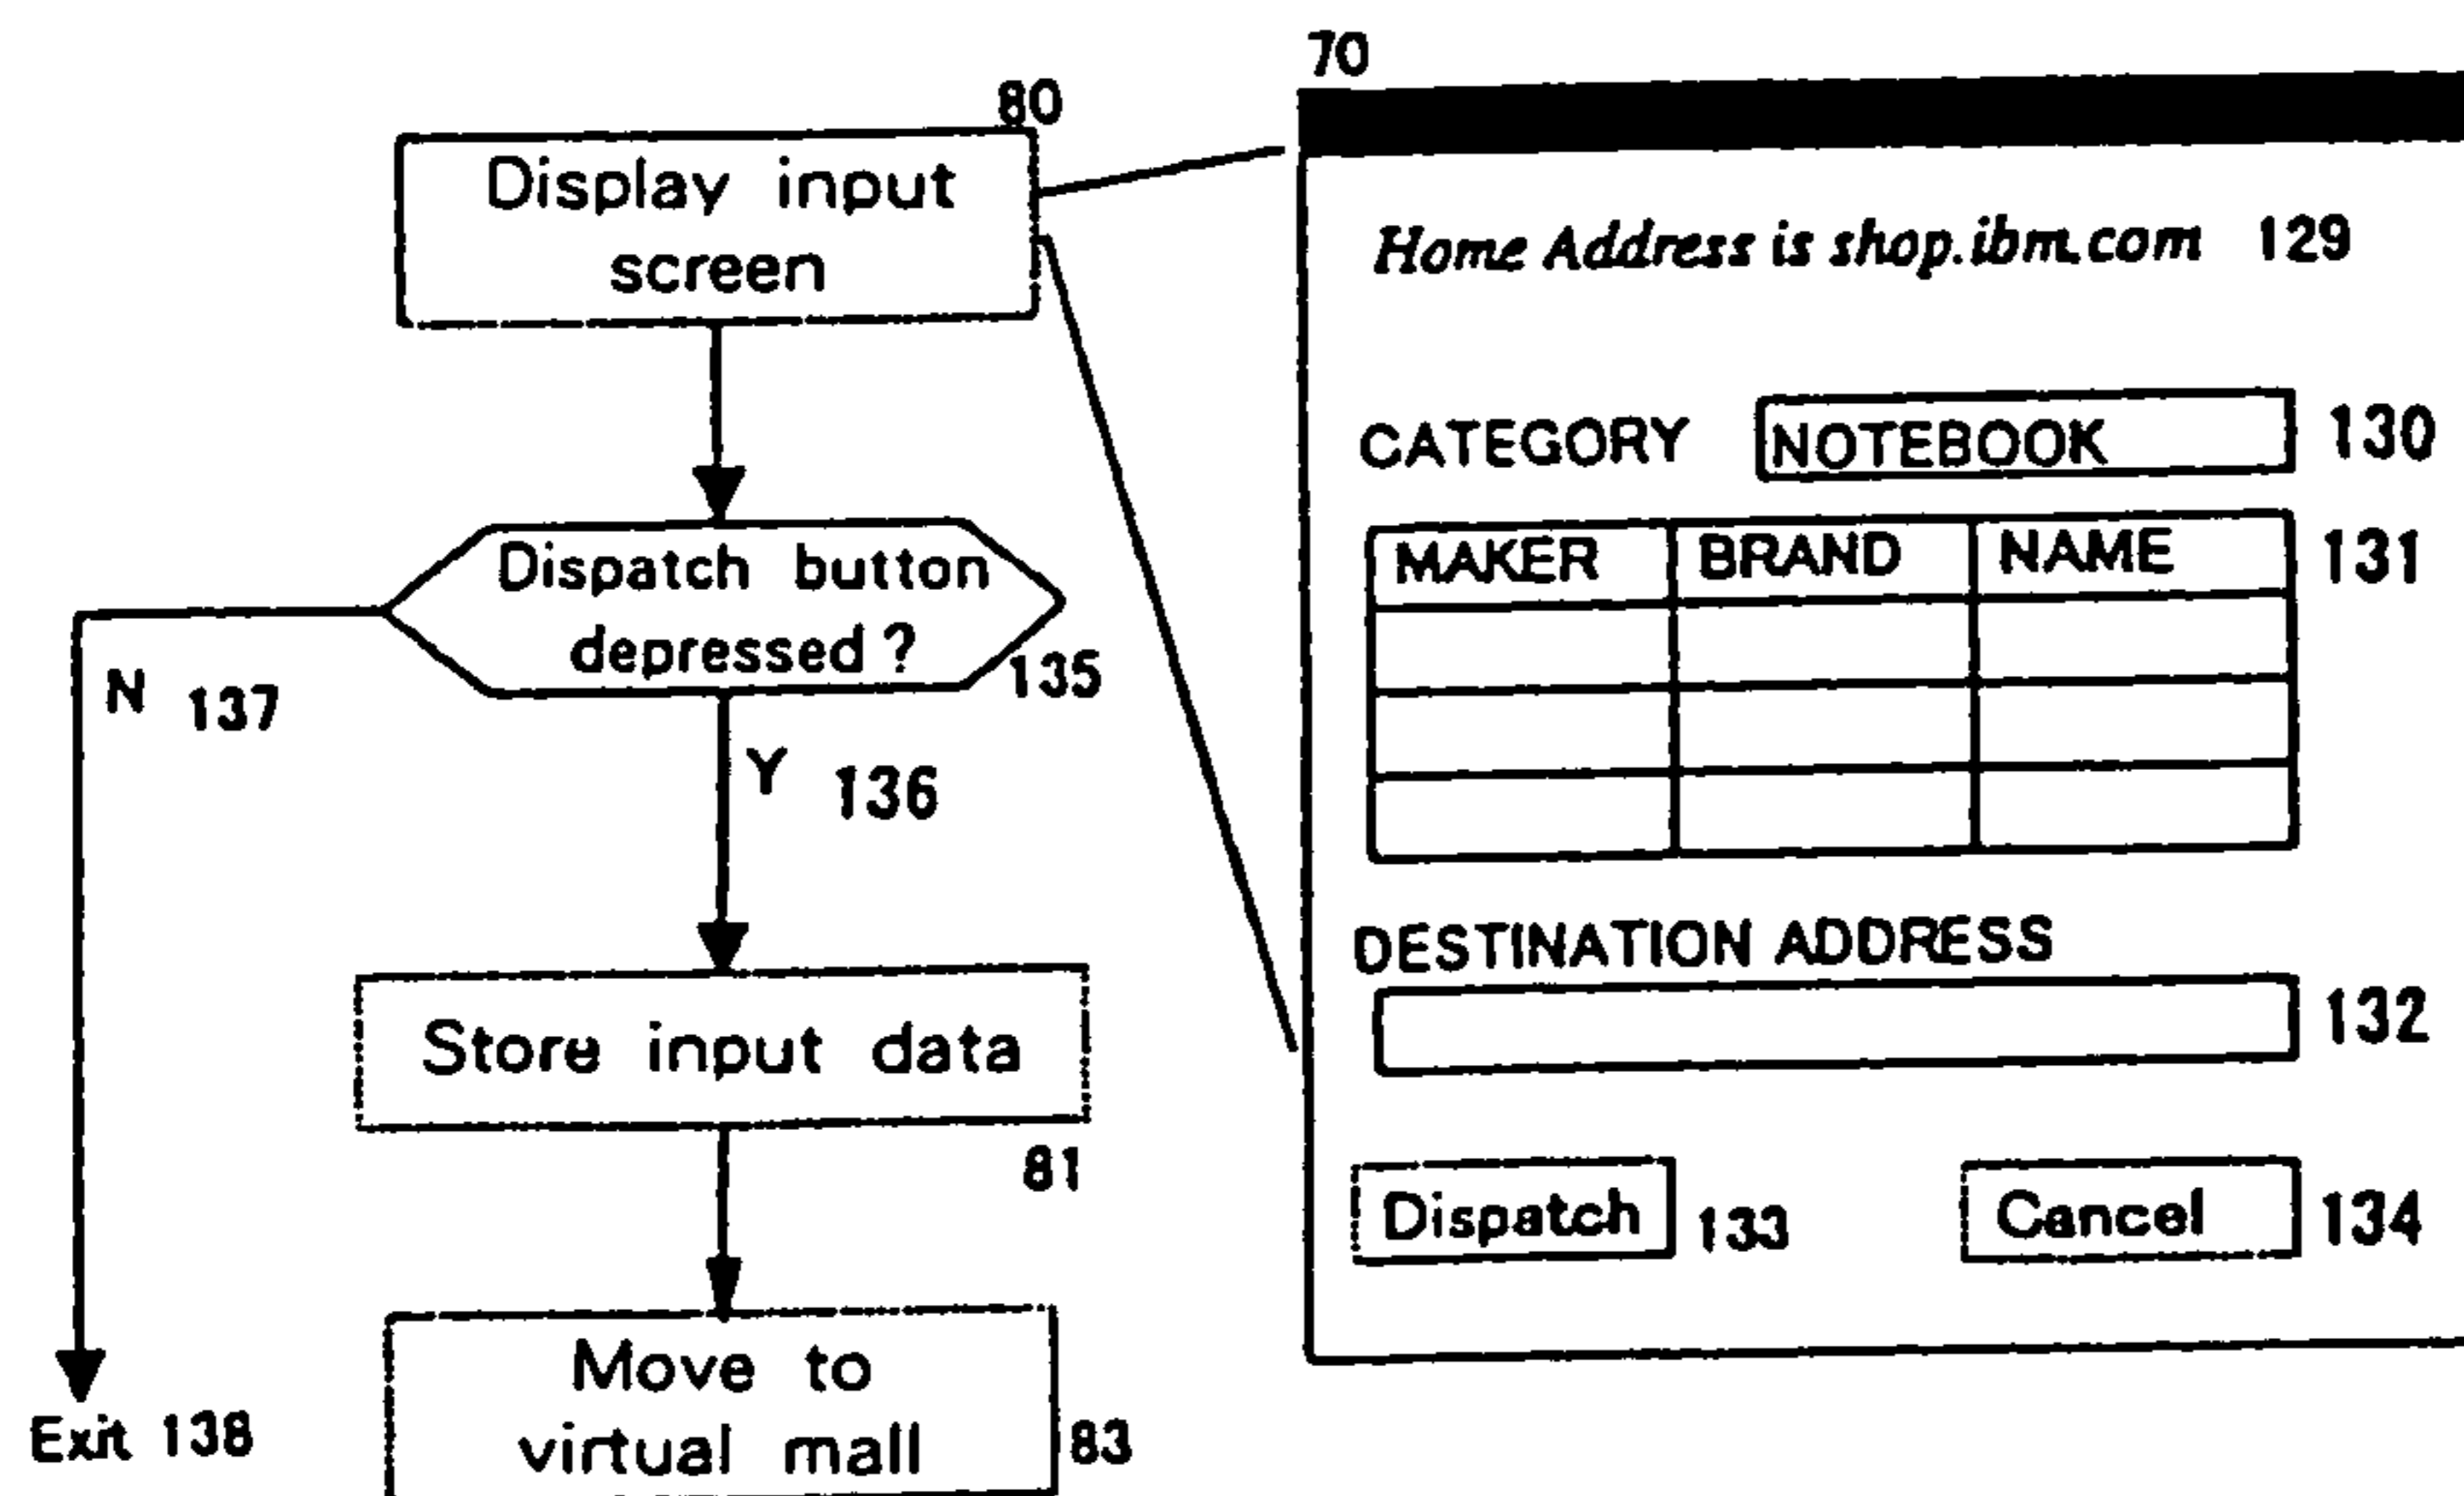 80
Display input
screen
Dispatch button
depressed ?
135
N 137
Y 136
Store input data
81
Move to
virtual mall
83
Exit 138
70
Home Address is shop.ibm.com 129
CATEGORY NOTEBOOK 130
MAKER BRAND NAME 131
DESTINATION ADDRESS
132
Dispatch 133 Cancel 134